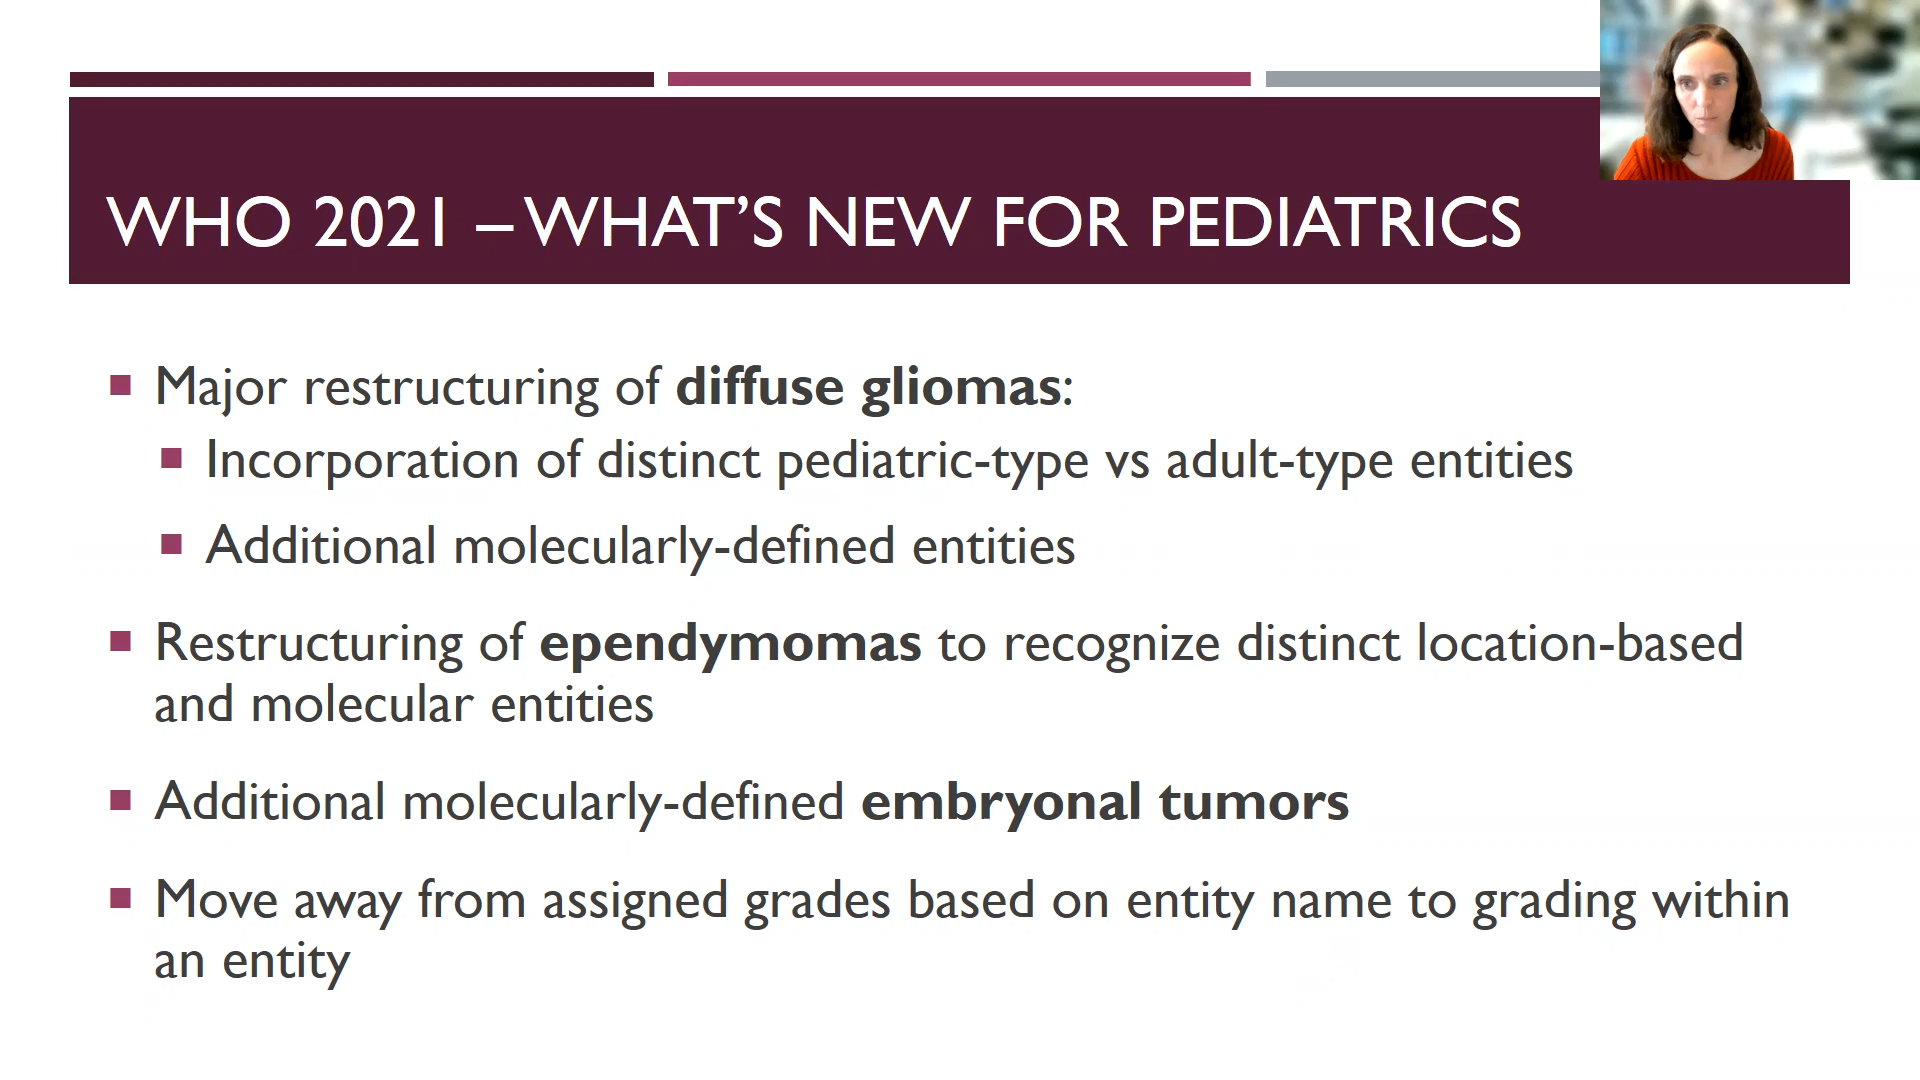 WHO 2021 – WHAT’S NEW FOR PEDIATRICS
Major restructuring of diffuse gliomas:
Incorporation of distinct pediatric-type vs adult-type entities
Additional molecularly-defined entities
Restructuring of ependymomas to recognize distinct location-based
and molecular entities
Additional molecularly-defined embryonal tumors
Move away from assigned grades based on entity name to grading within
an entity